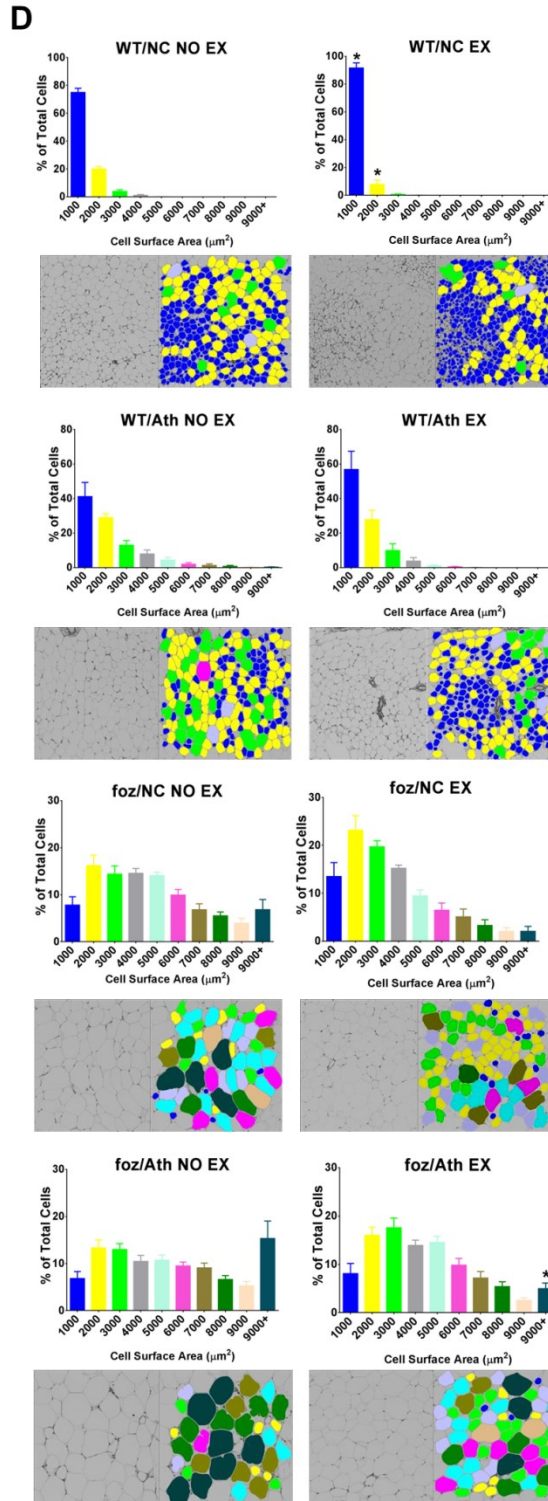 D
WT/NC NO EX
% of Total Cells
100
80
60
40
20
0
1000 2000 3000 4000 5000 6000 7000 8000 9000 9000+
Cell Surface Area (µm²)
WT/NC EX
% of Total Cells
100
80
60
40
20
0
*
*
1000 2000 3000 4000 5000 6000 7000 8000 9000 9000+
Cell Surface Area (µm²)
WT/Ath NO EX
% of Total Cells
80
60
40
20
0
1000 2000 3000 4000 5000 6000 7000 8000 9000 9000+
Cell Surface Area (µm²)
WT/Ath EX
% of Total Cells
80
60
40
20
0
1000 2000 3000 4000 5000 6000 7000 8000 9000 9000+
Cell Surface Area (µm²)
foz/NC NO EX
% of Total Cells
30
20
10
0
1000 2000 3000 4000 5000 6000 7000 8000 9000 9000+
Cell Surface Area (µm²)
foz/NC EX
% of Total Cells
30
20
10
0
1000 2000 3000 4000 5000 6000 7000 8000 9000 9000+
Cell Surface Area (µm²)
foz/Ath NO EX
% of Total Cells
30
20
10
0
1000 2000 3000 4000 5000 6000 7000 8000 9000 9000+
Cell Surface Area (µm²)
foz/Ath EX
% of Total Cells
30
20
10
0
*
1000 2000 3000 4000 5000 6000 7000 8000 9000 9000+
Cell Surface Area (µm²)